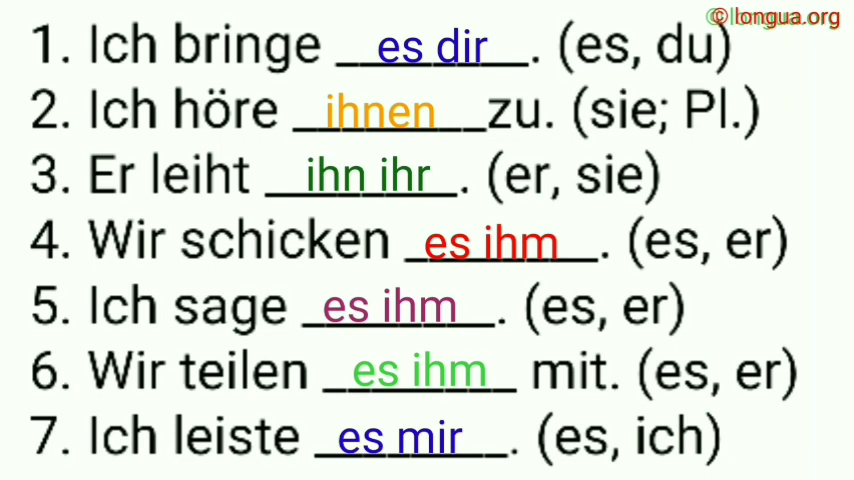 © longua.org
1. Ich bringe es dir. (es, du)
2. Ich höre ihnen zu. (sie; Pl.)
3. Er leiht ihn ihr. (er, sie)
4. Wir schicken es ihm. (es, er)
5. Ich sage es ihm. (es, er)
6. Wir teilen es ihm mit. (es, er)
7. Ich leiste es mir. (es, ich)